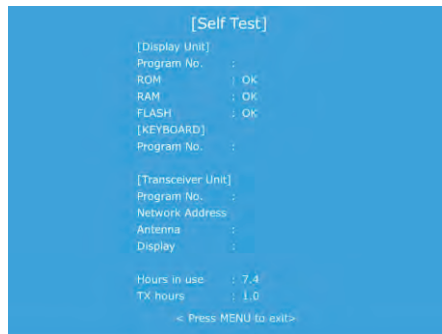 [Self Test]
[Display Unit]
Program No. :
ROM : OK
RAM : OK
FLASH : OK
[KEYBOARD]
Program No. :
[Transceiver Unit]
Program No. :
Network Address
Antenna :
Display :
Hours in use : 7.4
TX hours : 1.0
< Press MENU to exit>